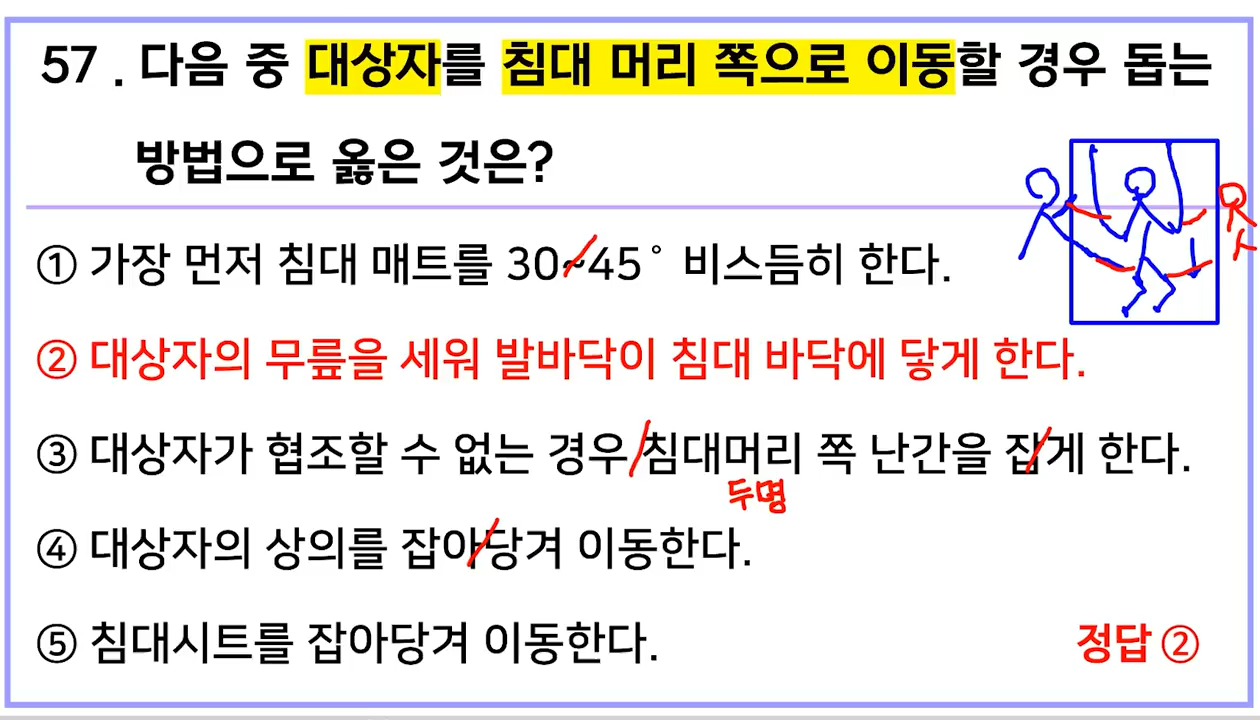 57 . 다음 중 대상자를 침대 머리 쪽으로 이동할 경우 돕는
방법으로 옳은 것은?
① 가장 먼저 침대 매트를 30~45˚ 비스듬히 한다.
② 대상자의 무릎을 세워 발바닥이 침대 바닥에 닿게 한다.
③ 대상자가 협조할 수 없는 경우 침대머리 쪽 난간을 잡게 한다.
두명
④ 대상자의 상의를 잡아당겨 이동한다.
⑤ 침대시트를 잡아당겨 이동한다.
정답 ②